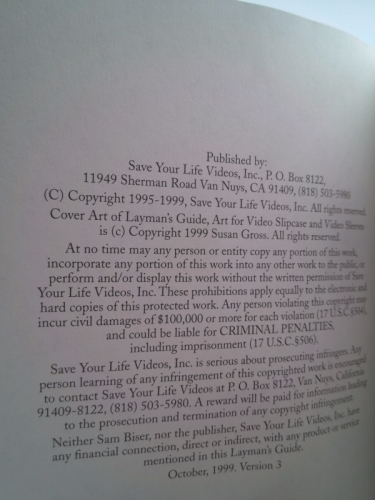 Published by:
Save Your Life Videos, Inc., P. O. Box 8122,
11949 Sherman Road Van Nuys, CA 91409, (818) 503-5980
(C) Copyright 1995-1999, Save Your Life Videos, Inc. All rights reserved.
Cover Art of Layman's Guide, Art for Video Slipcase and Video Sleeves
is (c) Copyright 1999 Susan Gross. All rights reserved.
At no time may any person or entity copy any portion of this work,
incorporate any portion of this work into any other work to the public, or
perform and/or display this work without the written permission of Save
Your Life Videos, Inc. These prohibitions apply equally to the electronic and
hard copies of this protected work. Any person violating this copyright may
incur civil damages of $100,000 or more for each violation (17 U.S.C.§504),
and could be liable for CRIMINAL PENALTIES,
including imprisonment (17 U.S.C.§506).
Save Your Life Videos, Inc. is serious about prosecuting infringers. Any
person learning of any infringement of this copyrighted work is encouraged
to contact Save Your Life Videos at P. O. Box 8122, Van Nuys, California
91409-8122, (818) 503-5980. A reward will be paid for information leading
to the prosecution and termination of any copyright infringement.
Neither Sam Biser, nor the publisher, Save Your Life Videos, Inc. have
any financial connection, direct or indirect, with any product or service
mentioned in this Layman's Guide.
October, 1999. Version 3